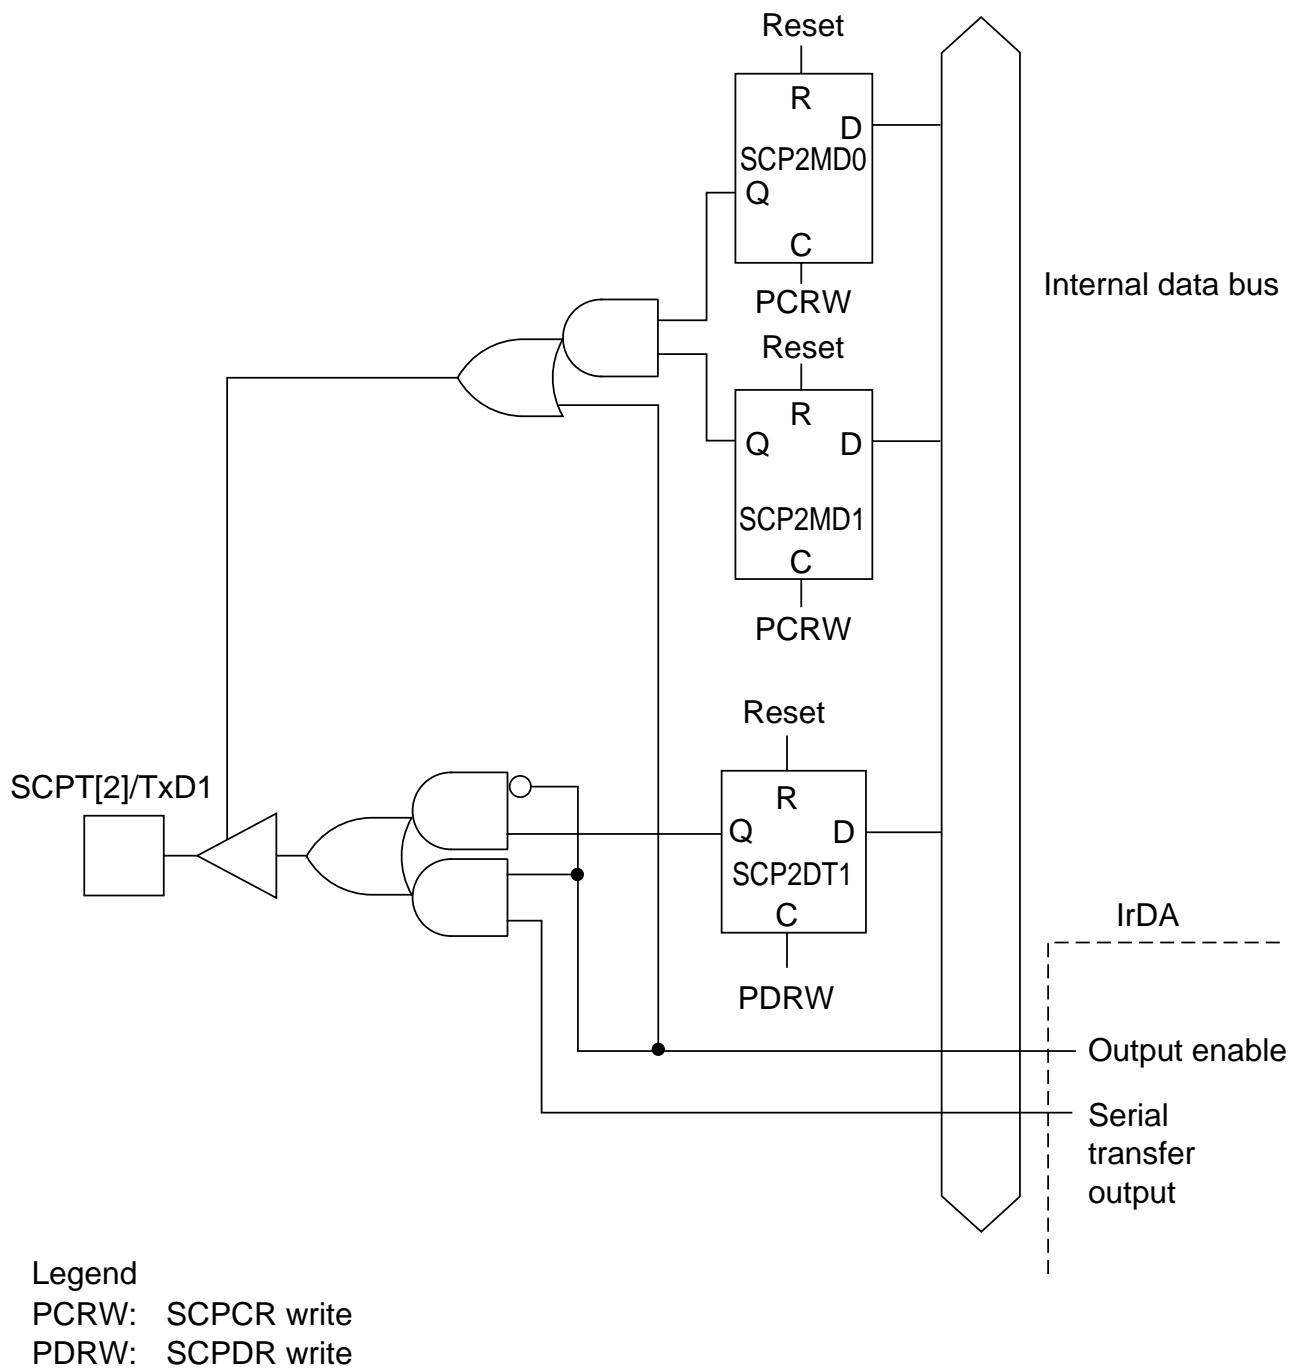 Reset
R
D
SCP2MD0
Q
C
PCRW
Internal data bus
Reset
R
Q
D
SCP2MD1
C
PCRW
Reset
SCPT[2]/TxD1
R
Q
D
SCP2DT1
C
IrDA
PDRW
Output enable
Serial
transfer
output
Legend
PCRW: SCPCR write
PDRW: SCPDR write